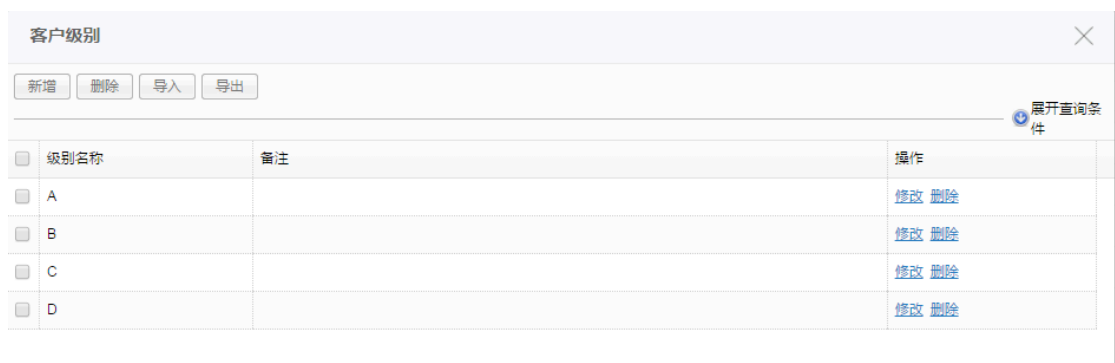 客户级别
新增 删除 导入 导出
展开查询条
件
级别名称 备注 操作
A 修改 删除
B 修改 删除
C 修改 删除
D 修改 删除